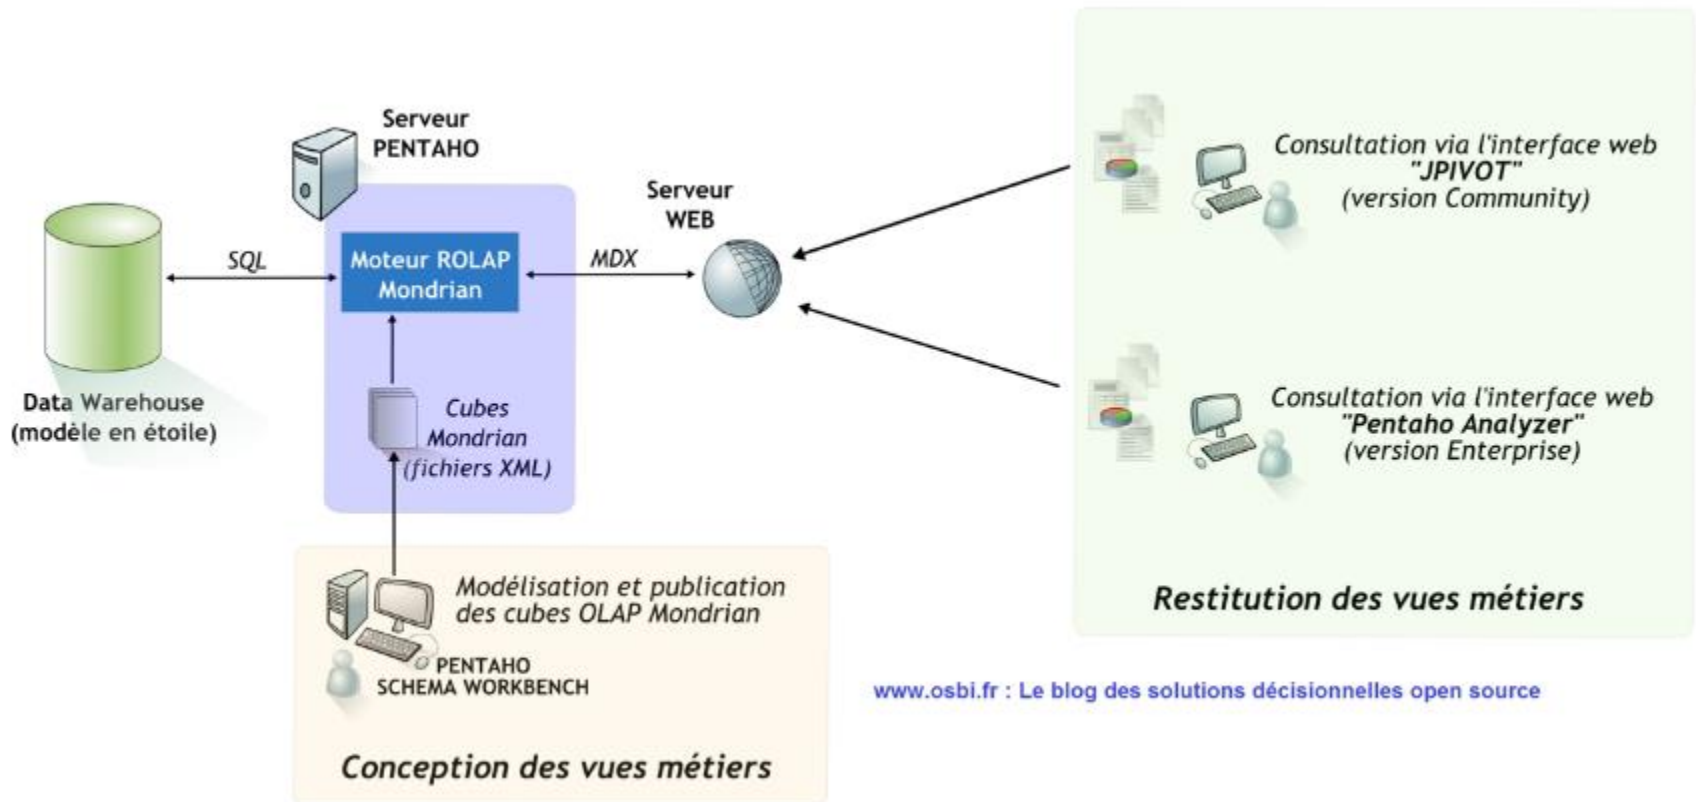 Serveur
PENTAHO
Serveur
WEB
SQL
Moteur ROLAP
Mondrian
MDX
Data Warehouse
(modèle en étoile)
Cubes
Mondrian
(fichiers XML)
Modélisation et publication
des cubes OLAP Mondrian
PENTAHO
SCHEMA WORKBENCH
Conception des vues métiers
Consultation via l'interface web
"JPIVOT"
(version Community)
Consultation via l'interface web
"Pentaho Analyzer"
(version Enterprise)
Restitution des vues métiers
www.osbi.fr : Le blog des solutions décisionnelles open source